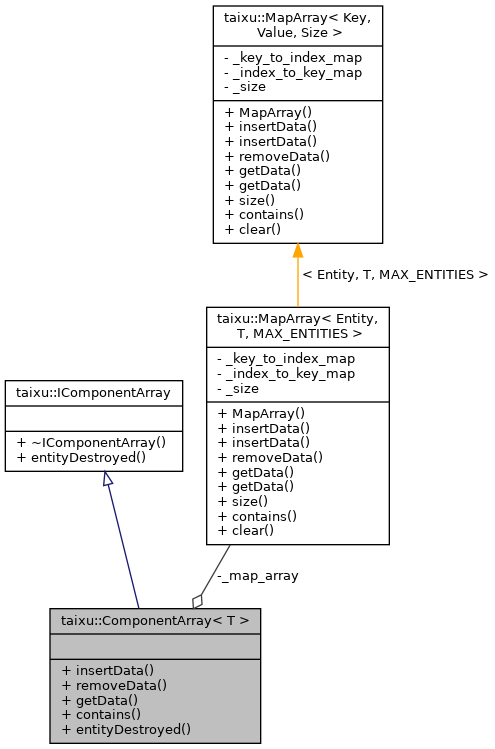 taixu::MapArray< Key,
Value, Size >
- _key_to_index_map
- _index_to_key_map
- _size
+ MapArray()
+ insertData()
+ insertData()
+ removeData()
+ getData()
+ getData()
+ size()
+ contains()
+ clear()
< Entity, T, MAX_ENTITIES >
taixu::MapArray< Entity,
T, MAX_ENTITIES >
- _key_to_index_map
- _index_to_key_map
- _size
+ MapArray()
+ insertData()
+ insertData()
+ removeData()
+ getData()
+ getData()
+ size()
+ contains()
+ clear()
taixu::IComponentArray
+ ~IComponentArray()
+ entityDestroyed()
-_map_array
taixu::ComponentArray< T >
+ insertData()
+ removeData()
+ getData()
+ contains()
+ entityDestroyed()